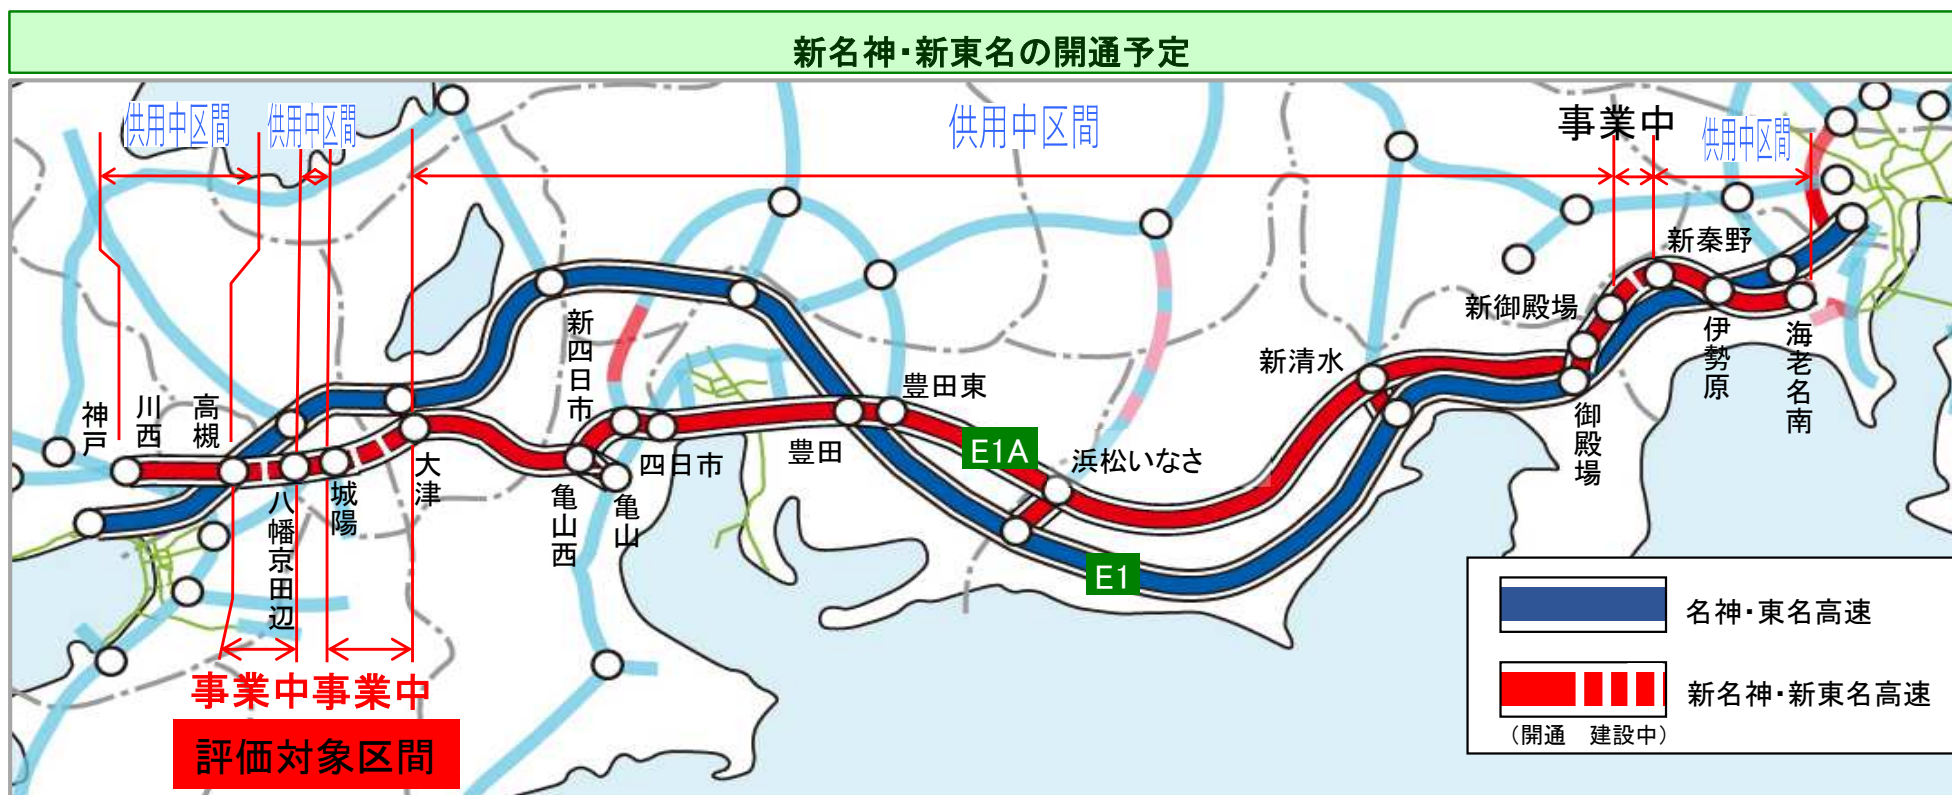 新名神・新東名の開通予定
供用中区間
供用中区間
供用中区間
事業中
供用中区間
新秦野
新御殿場
伊勢原
海老名南
新清水
御殿場
新四日市
豊田東
神戸
川西
高槻
E1A
浜松いなさ
豊田
四日市
大津
亀山西
亀山
城陽
八幡京田辺
E1
名神・東名高速
新名神・新東名高速
（開通　建設中）
事業中
事業中
評価対象区間